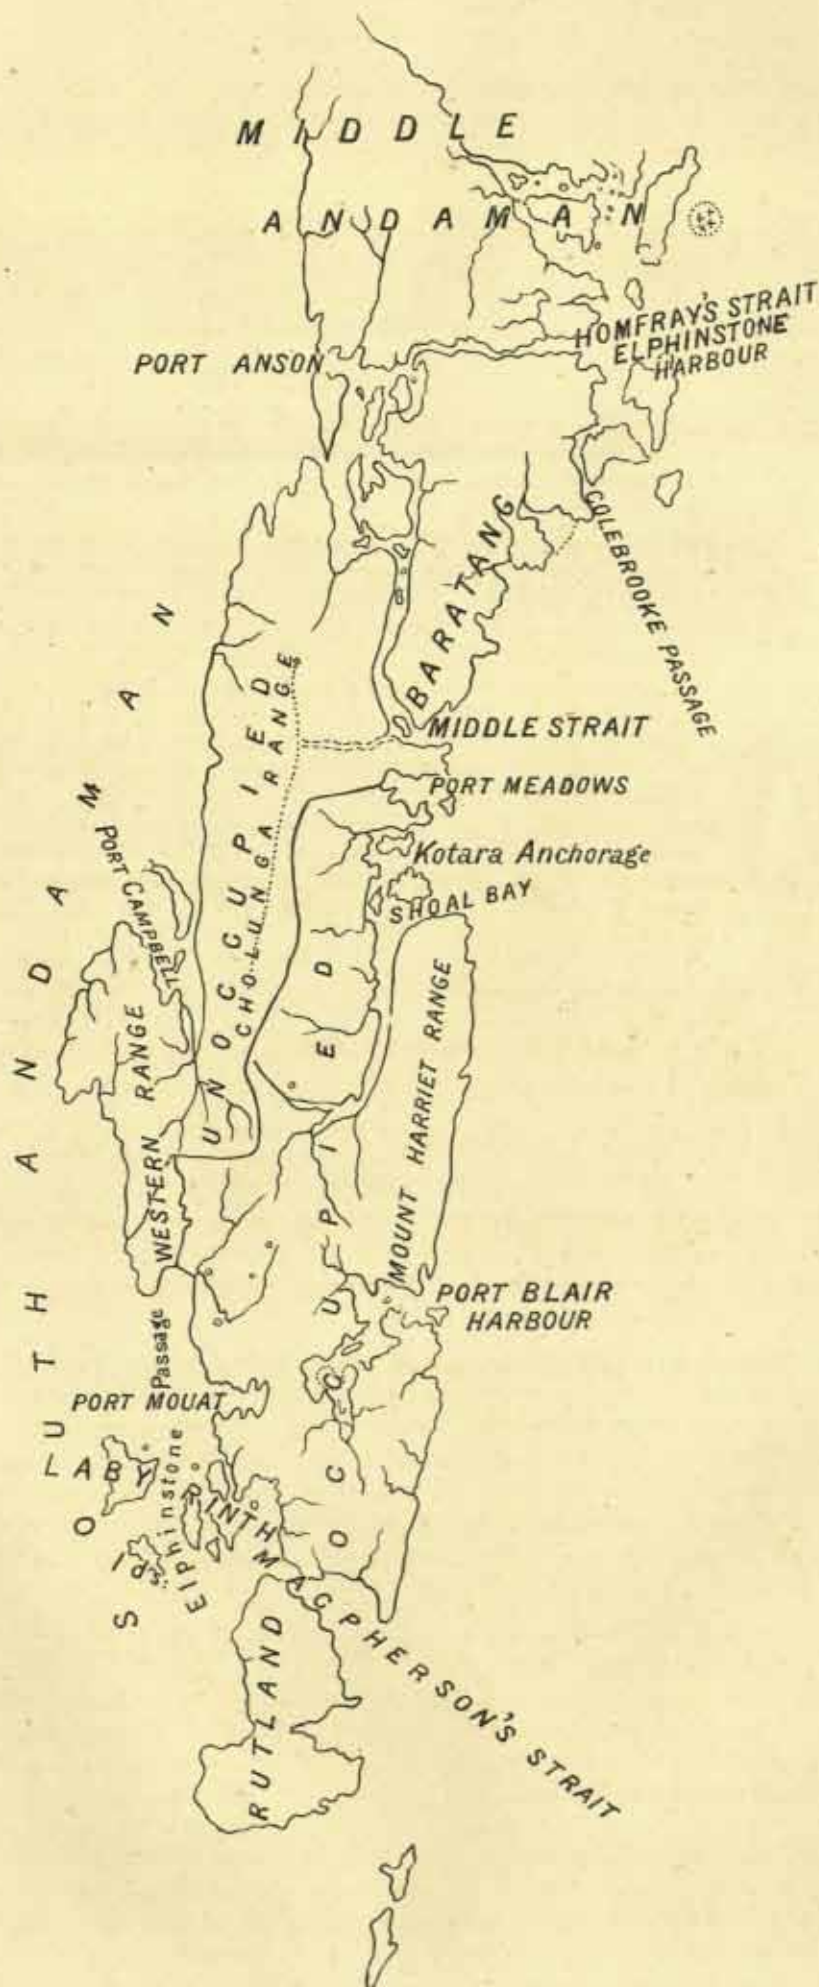 MIDDLE
ANDAMAN
HOMFRAY'S STRAIT
ELPHINSTONE
HARBOUR
PORT ANSON
COLEBROOKE PASSAGE
BARATANG
MIDDLE STRAIT
PORT MEADOWS
Kotara Anchorage
SHOAL BAY
SOUTH ANDAMAN
PORT CAMPBELL
UNOCCUPIED
CHOLUNGA RANGE
WESTERN RANGE
MOUNT HARRIET RANGE
OCCUPIED
PORT BLAIR
HARBOUR
PORT MOUAT
Elphinstone Passage
LABYRINTH
Ids.
MACPHERSON'S STRAIT
RUTLAND